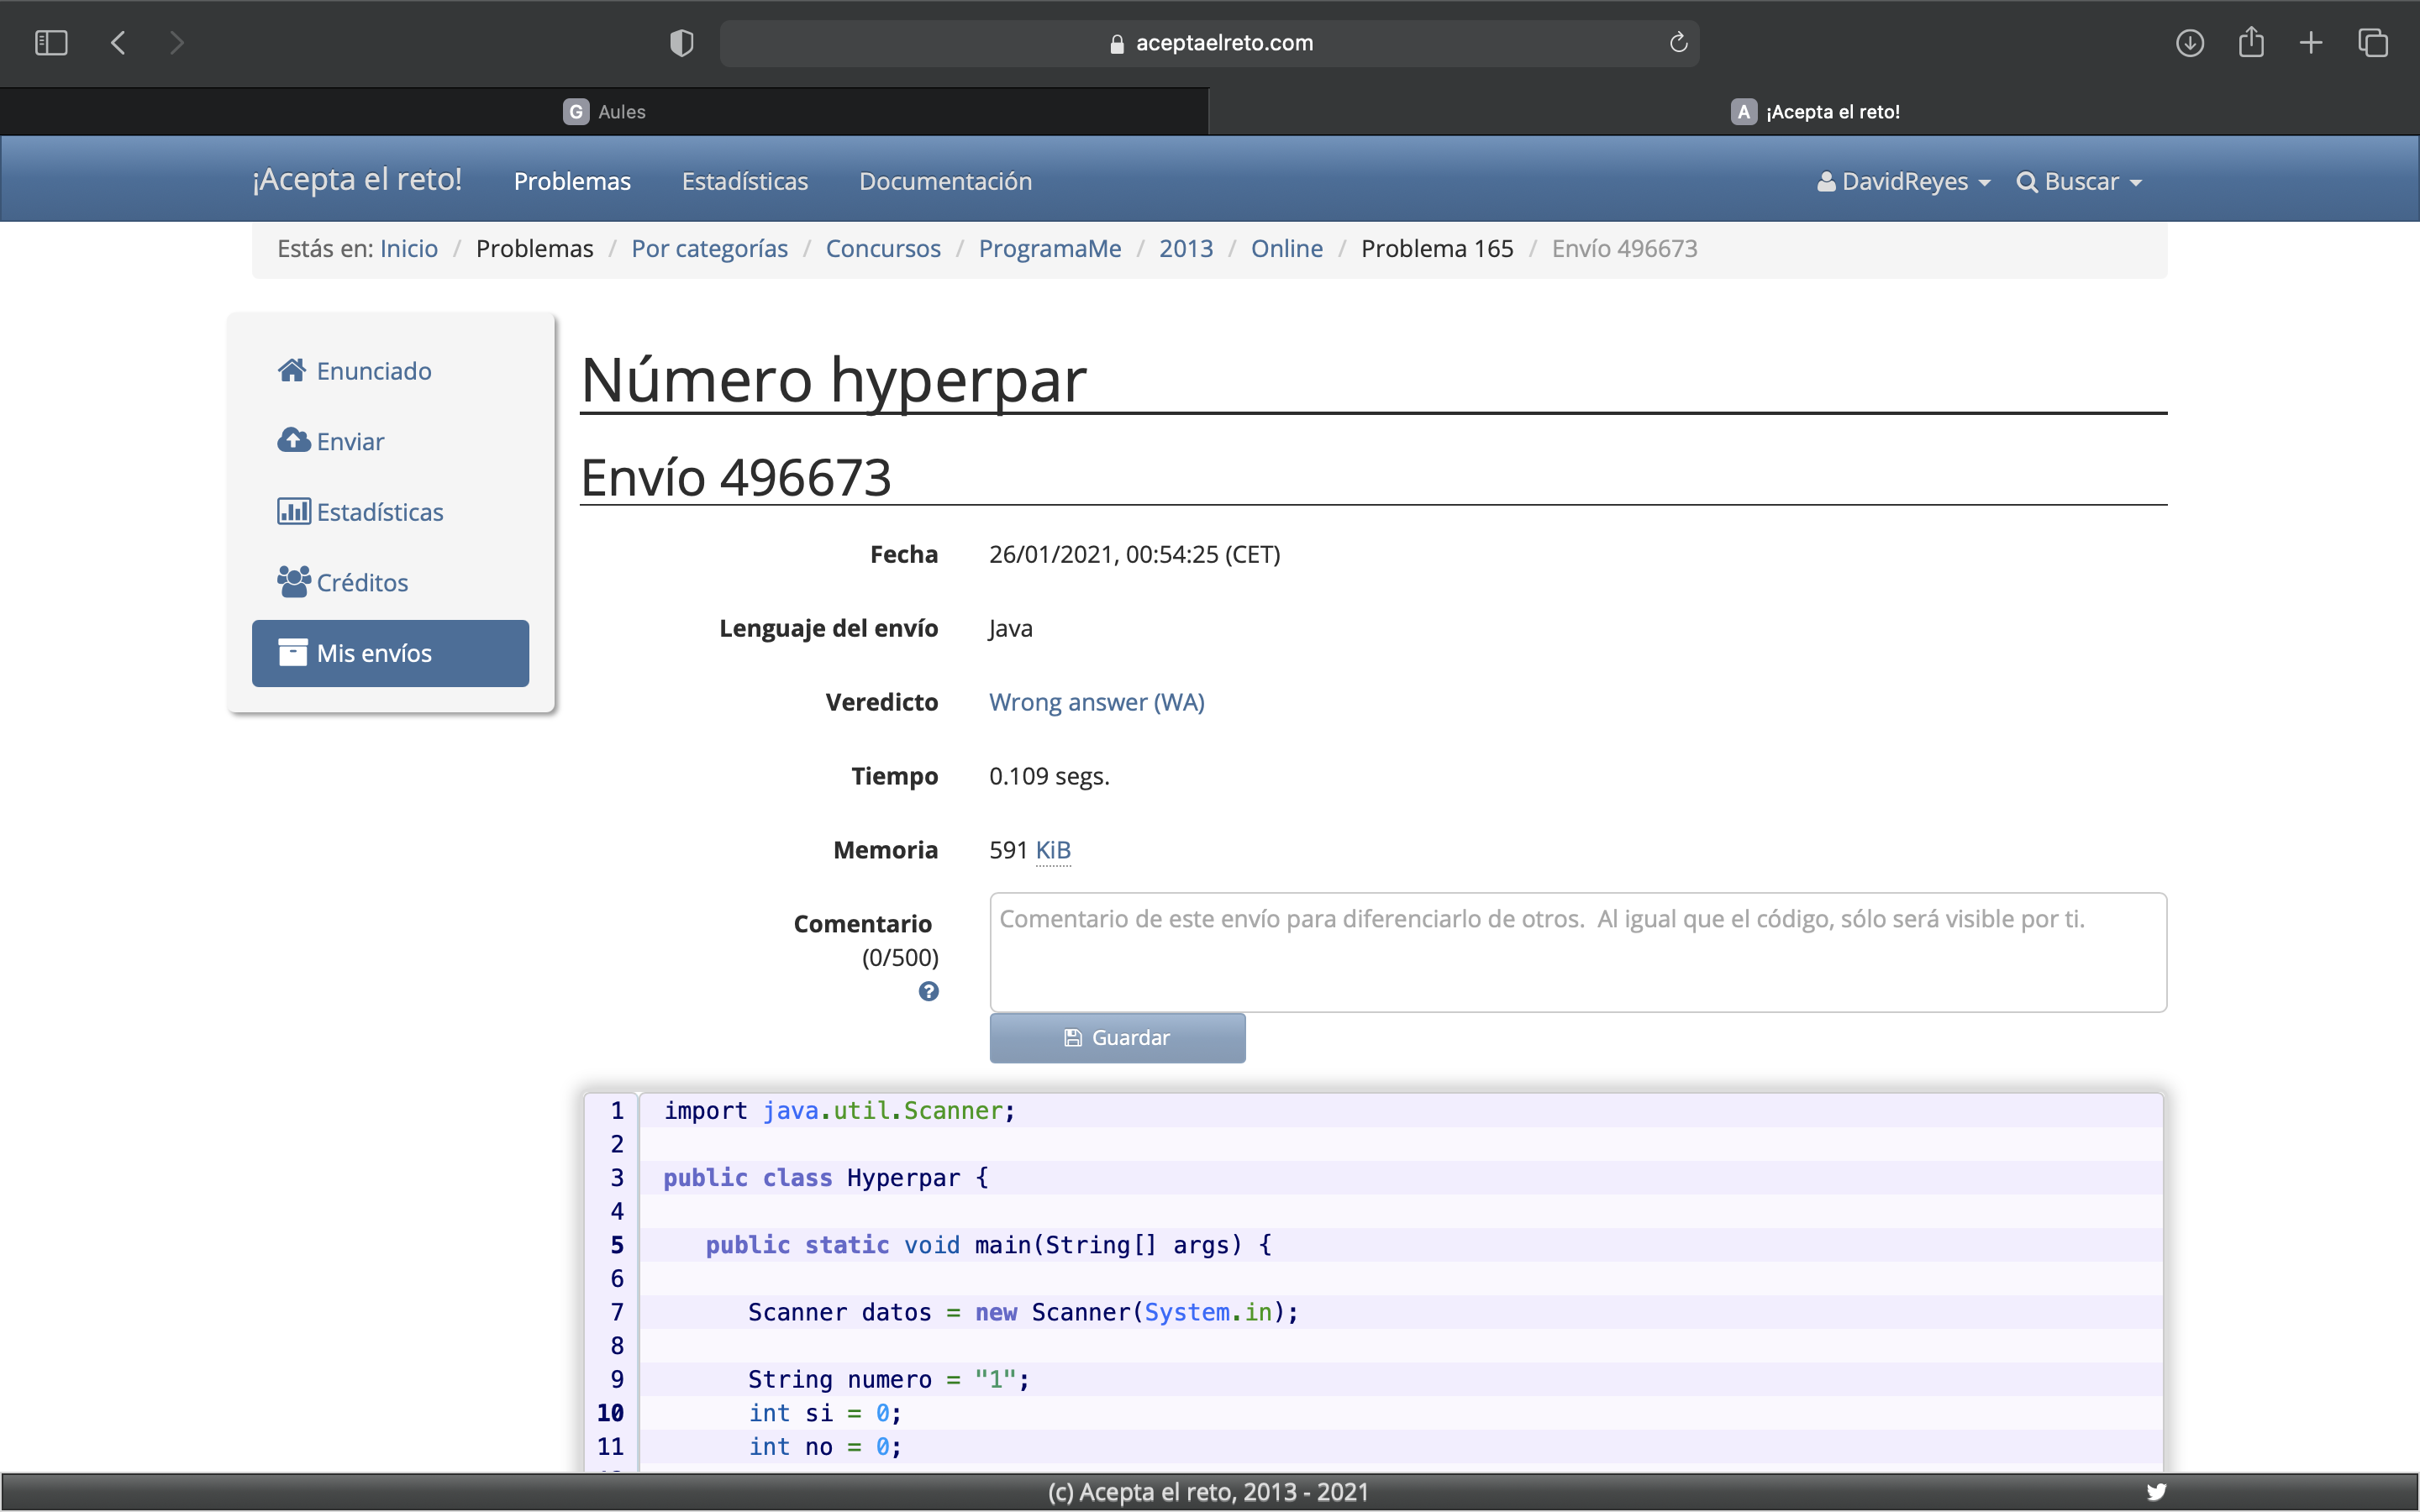 aceptaelreto.com
G Aules
A ¡Acepta el reto!
¡Acepta el reto! Problemas Estadísticas Documentación DavidReyes Buscar
Estás en: Inicio / Problemas / Por categorías / Concursos / ProgramaMe / 2013 / Online / Problema 165 / Envío 496673
Enunciado
Enviar
Estadísticas
Créditos
Mis envíos
Número hyperpar
Envío 496673
Fecha 26/01/2021, 00:54:25 (CET)
Lenguaje del envío Java
Veredicto Wrong answer (WA)
Tiempo 0.109 segs.
Memoria 591 KiB
Comentario
(0/500)
?
Comentario de este envío para diferenciarlo de otros. Al igual que el código, sólo será visible por ti.
Guardar
1 import java.util.Scanner;
2
3 public class Hyperpar {
4
5 public static void main(String[] args) {
6
7 Scanner datos = new Scanner(System.in);
8
9 String numero = "1";
10 int si = 0;
11 int no = 0;
(c) Acepta el reto, 2013 - 2021